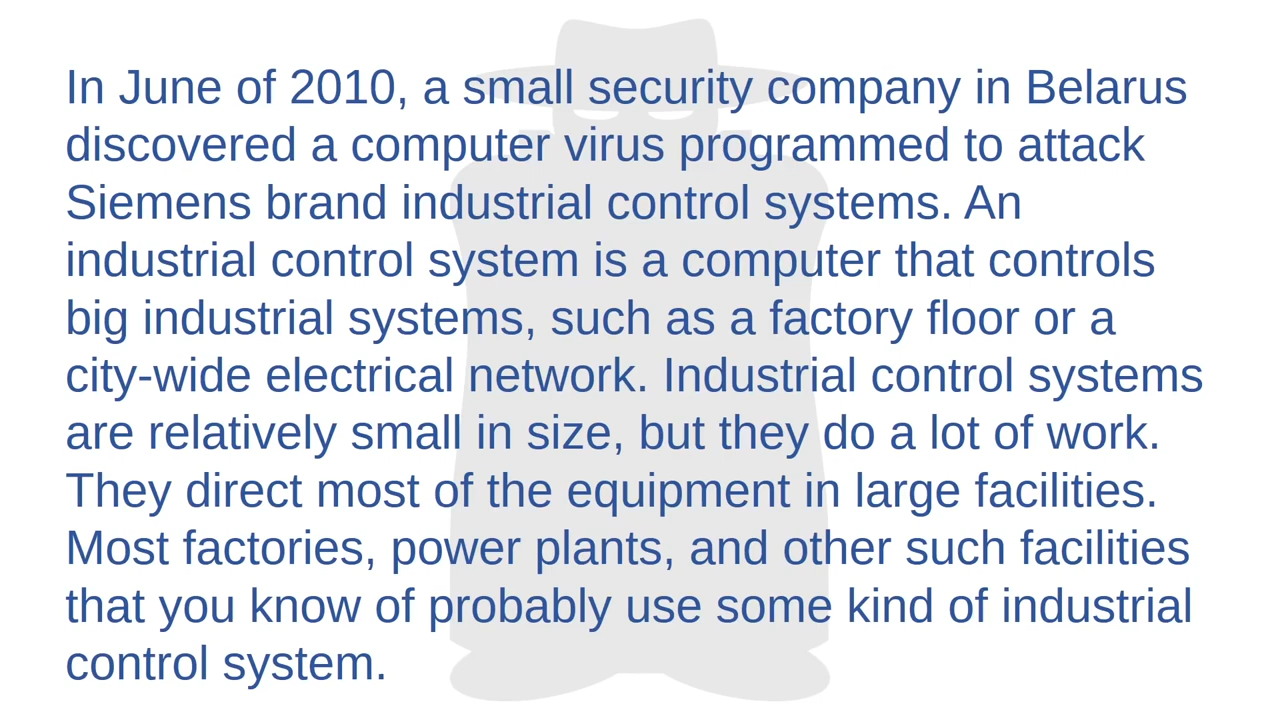 In June of 2010, a small security company in Belarus
discovered a computer virus programmed to attack
Siemens brand industrial control systems. An
industrial control system is a computer that controls
big industrial systems, such as a factory floor or a
city-wide electrical network. Industrial control systems
are relatively small in size, but they do a lot of work.
They direct most of the equipment in large facilities.
Most factories, power plants, and other such facilities
that you know of probably use some kind of industrial
control system.